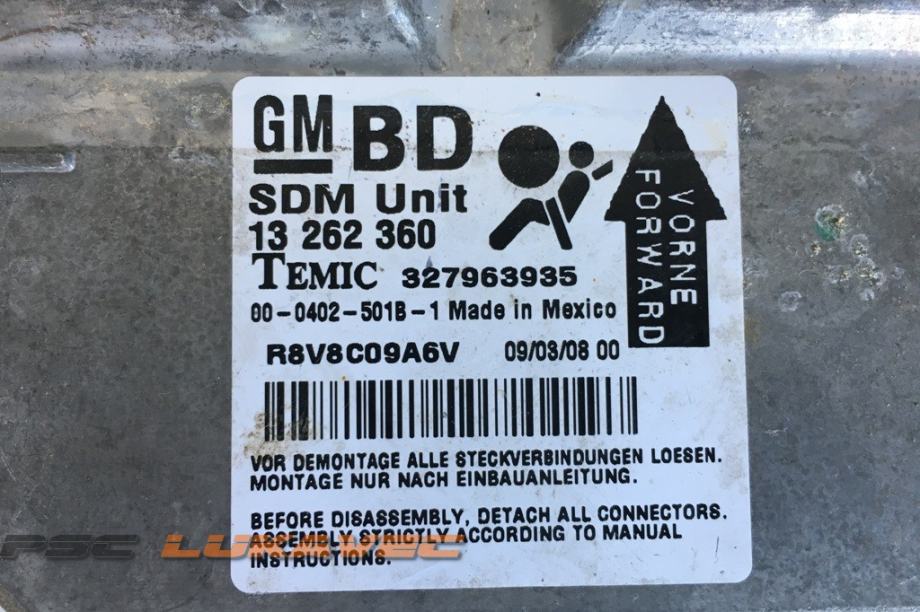 GM BD
SDM Unit
13 262 360
TEMIC 327963935
00-0402-501B-1 Made in Mexico
R8V8C09A6V 09/03/08 00
VORNE
FORWARD
VOR DEMONTAGE ALLE STECKVERBINDUNGEN LOESEN.
MONTAGE NUR NACH EINBAUANLEITUNG.
BEFORE DISASSEMBLY, DETACH ALL CONNECTORS.
ASSEMBLY STRICTLY ACCORDING TO MANUAL
INSTRUCTIONS.
PSC